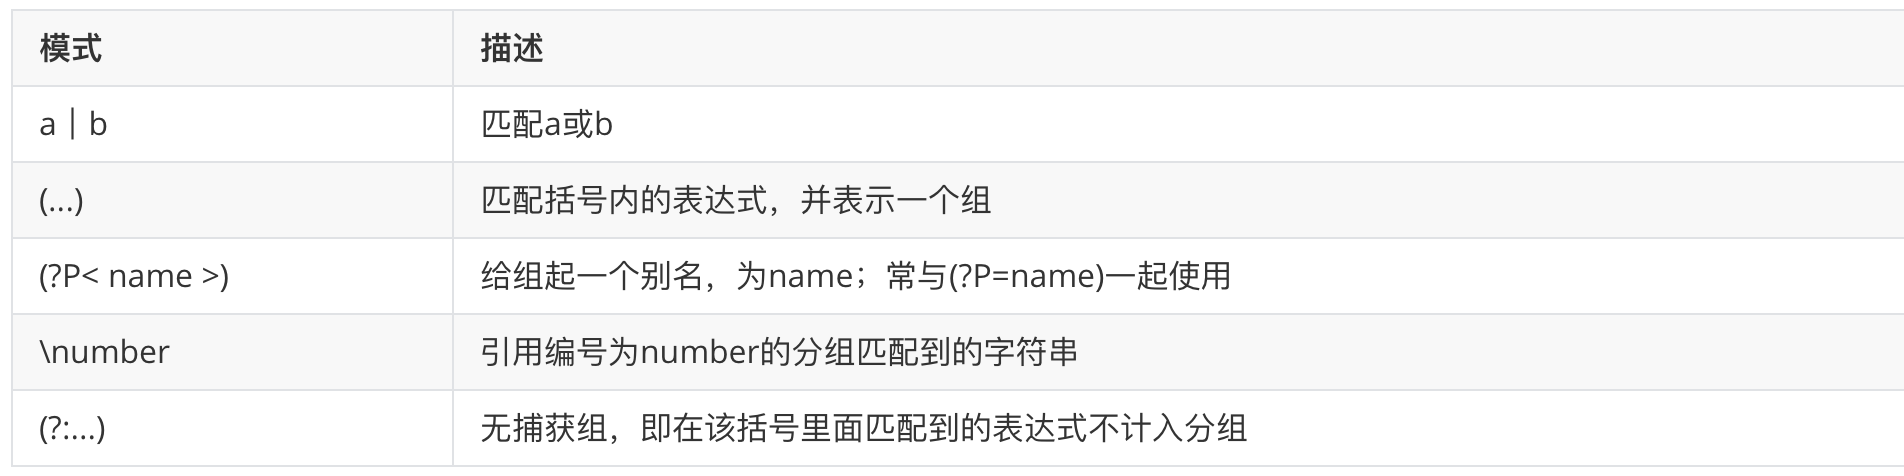 模式 描述
a | b 匹配a或b
(...) 匹配括号内的表达式，并表示一个组
(?P< name >) 给组起一个别名，为name；常与(?P=name)一起使用
\number 引用编号为number的分组匹配到的字符串
(?:...) 无捕获组，即在该括号里面匹配到的表达式不计入分组